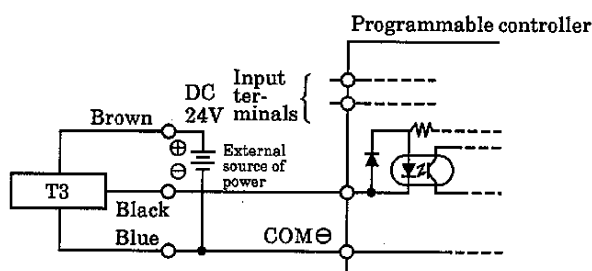 Programmable controller
Input
DC ter-
24V minals
Brown
⊕
⊖
External
source of
power
T3
Black
Blue
COM⊖